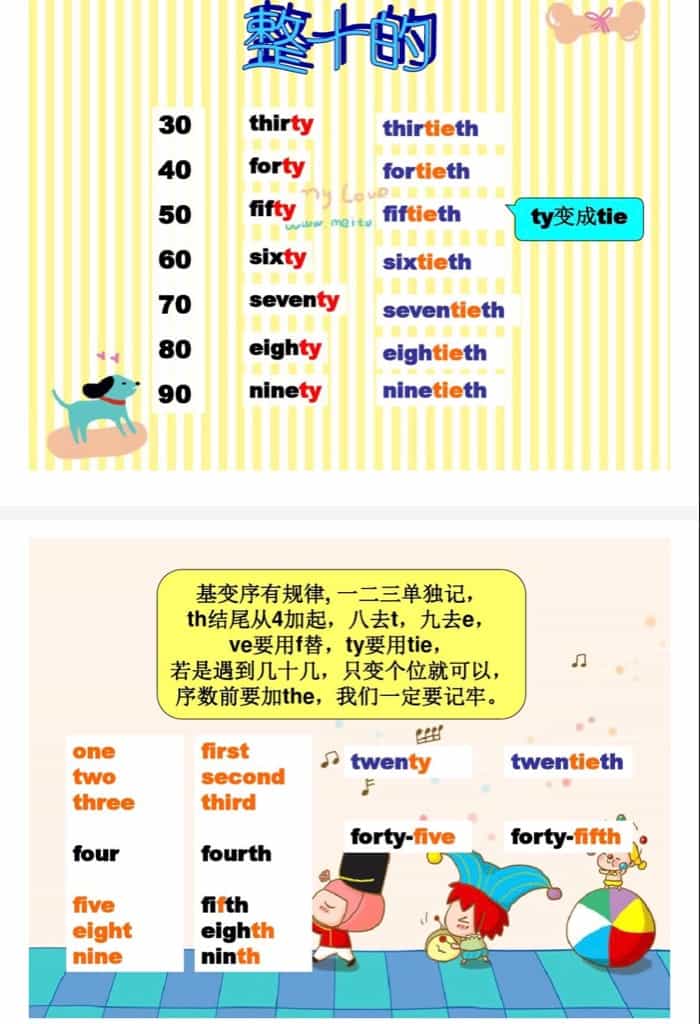 整十的
30 thirty thirtieth
40 forty fortieth
my Love
50 fifty fiftieth ty变成tie
60 sixty sixtieth
70 seventy seventieth
80 eighty eightieth
90 ninety ninetieth
基变序有规律,一二三单独记，
th结尾从4加起，八去t，九去e，
ve要用f替，ty要用tie，
若是遇到几十几，只变个位就可以，
序数前要加the，我们一定要记牢。
one first
two second
three third
twenty twentieth
four fourth
forty-five forty-fifth
five fifth
eight eighth
nine ninth